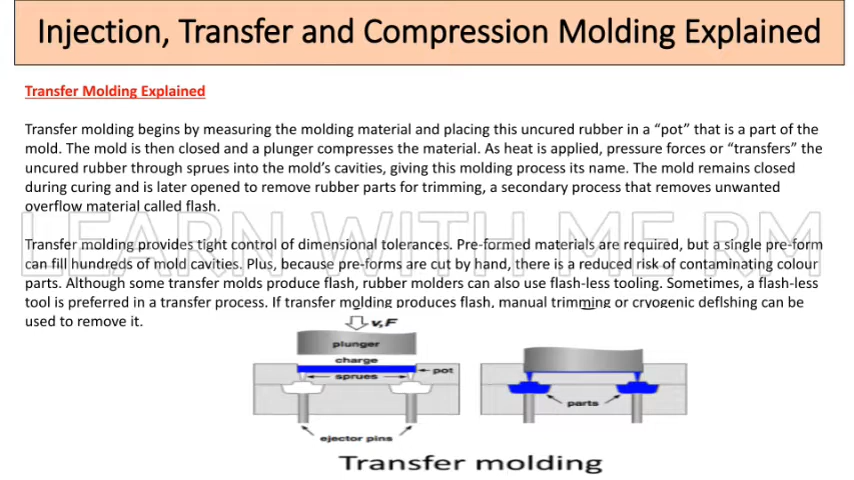 Injection, Transfer and Compression Molding Explained
Transfer Molding Explained
Transfer molding begins by measuring the molding material and placing this uncured rubber in a “pot” that is a part of the
mold. The mold is then closed and a plunger compresses the material. As heat is applied, pressure forces or “transfers” the
uncured rubber through sprues into the mold’s cavities, giving this molding process its name. The mold remains closed
during curing and is later opened to remove rubber parts for trimming, a secondary process that removes unwanted
overflow material called flash.
LEARN WITH ME RM
Transfer molding provides tight control of dimensional tolerances. Pre-formed materials are required, but a single pre-form
can fill hundreds of mold cavities. Plus, because pre-forms are cut by hand, there is a reduced risk of contaminating colour
parts. Although some transfer molds produce flash, rubber molders can also use flash-less tooling. Sometimes, a flash-less
tool is preferred in a transfer process. If transfer molding produces flash, manual trimming or cryogenic deflshing can be
used to remove it.
v,F
plunger
charge
pot
sprues
parts
ejector pins
Transfer molding